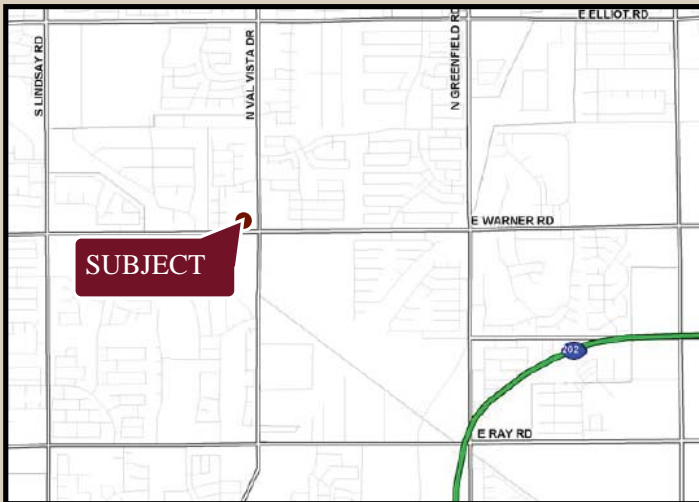 E ELLIOT RD
S LINDSAY RD
N VAL VISTA DR
N GREENFIELD RD
E WARNER RD
SUBJECT
202
E RAY RD